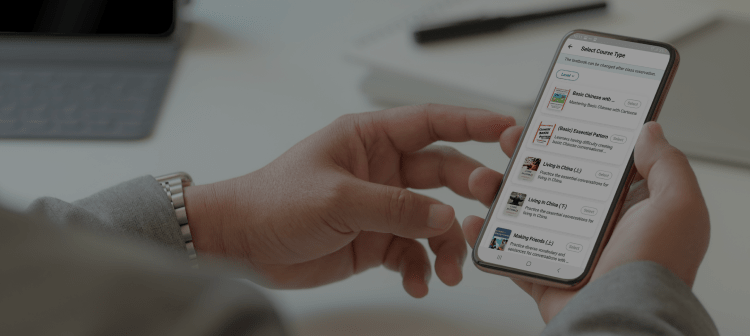 Select Course Type
The textbook can be changed after class reservation.
Level
Basic Chinese with ...
Mastering Basic Chinese with Cartoons
Select
(Basic) Essential Pattern
Learners having difficulty creating
basic Chinese conversational...
Select
Living in China (上)
Practice the essential conversations for
living in China.
Select
Living in China (下)
Practice the essential conversations for
living in China.
Select
Making Friends (上)
Practice diverse vocabulary and
sentences for conversations with...
Select